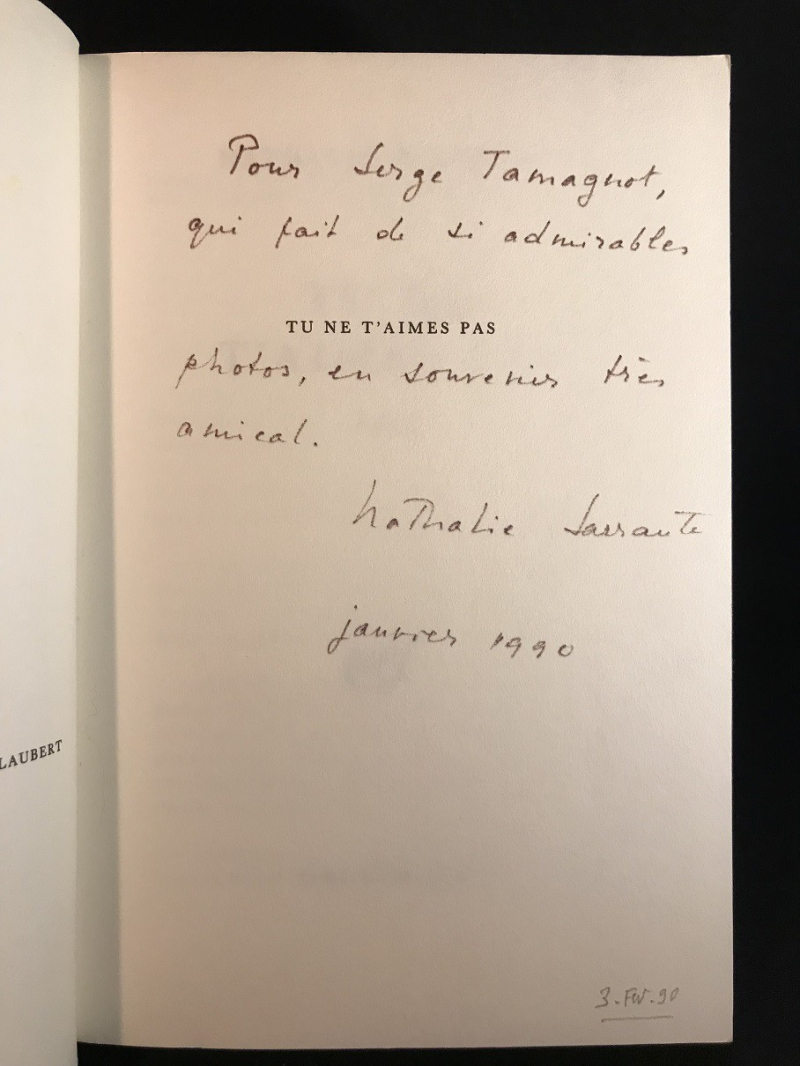 Pour Serge Tamagnot,
qui fait de si admirables
TU NE T'AIMES PAS
photos, en souvenir très
amical.
Nathalie Sarraute
janvier 1990
LAUBERT
3.Fev.90